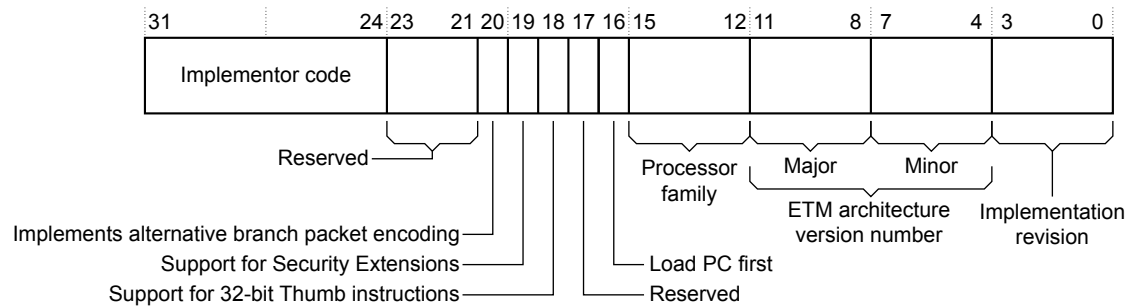 31 24 23 21 20 19 18 17 16 15 12 11 8 7 4 3 0
Implementor code
Reserved
Processor
family
Major
Minor
ETM architecture
version number
Implementation
revision
Implements alternative branch packet encoding
Support for Security Extensions
Load PC first
Support for 32-bit Thumb instructions
Reserved